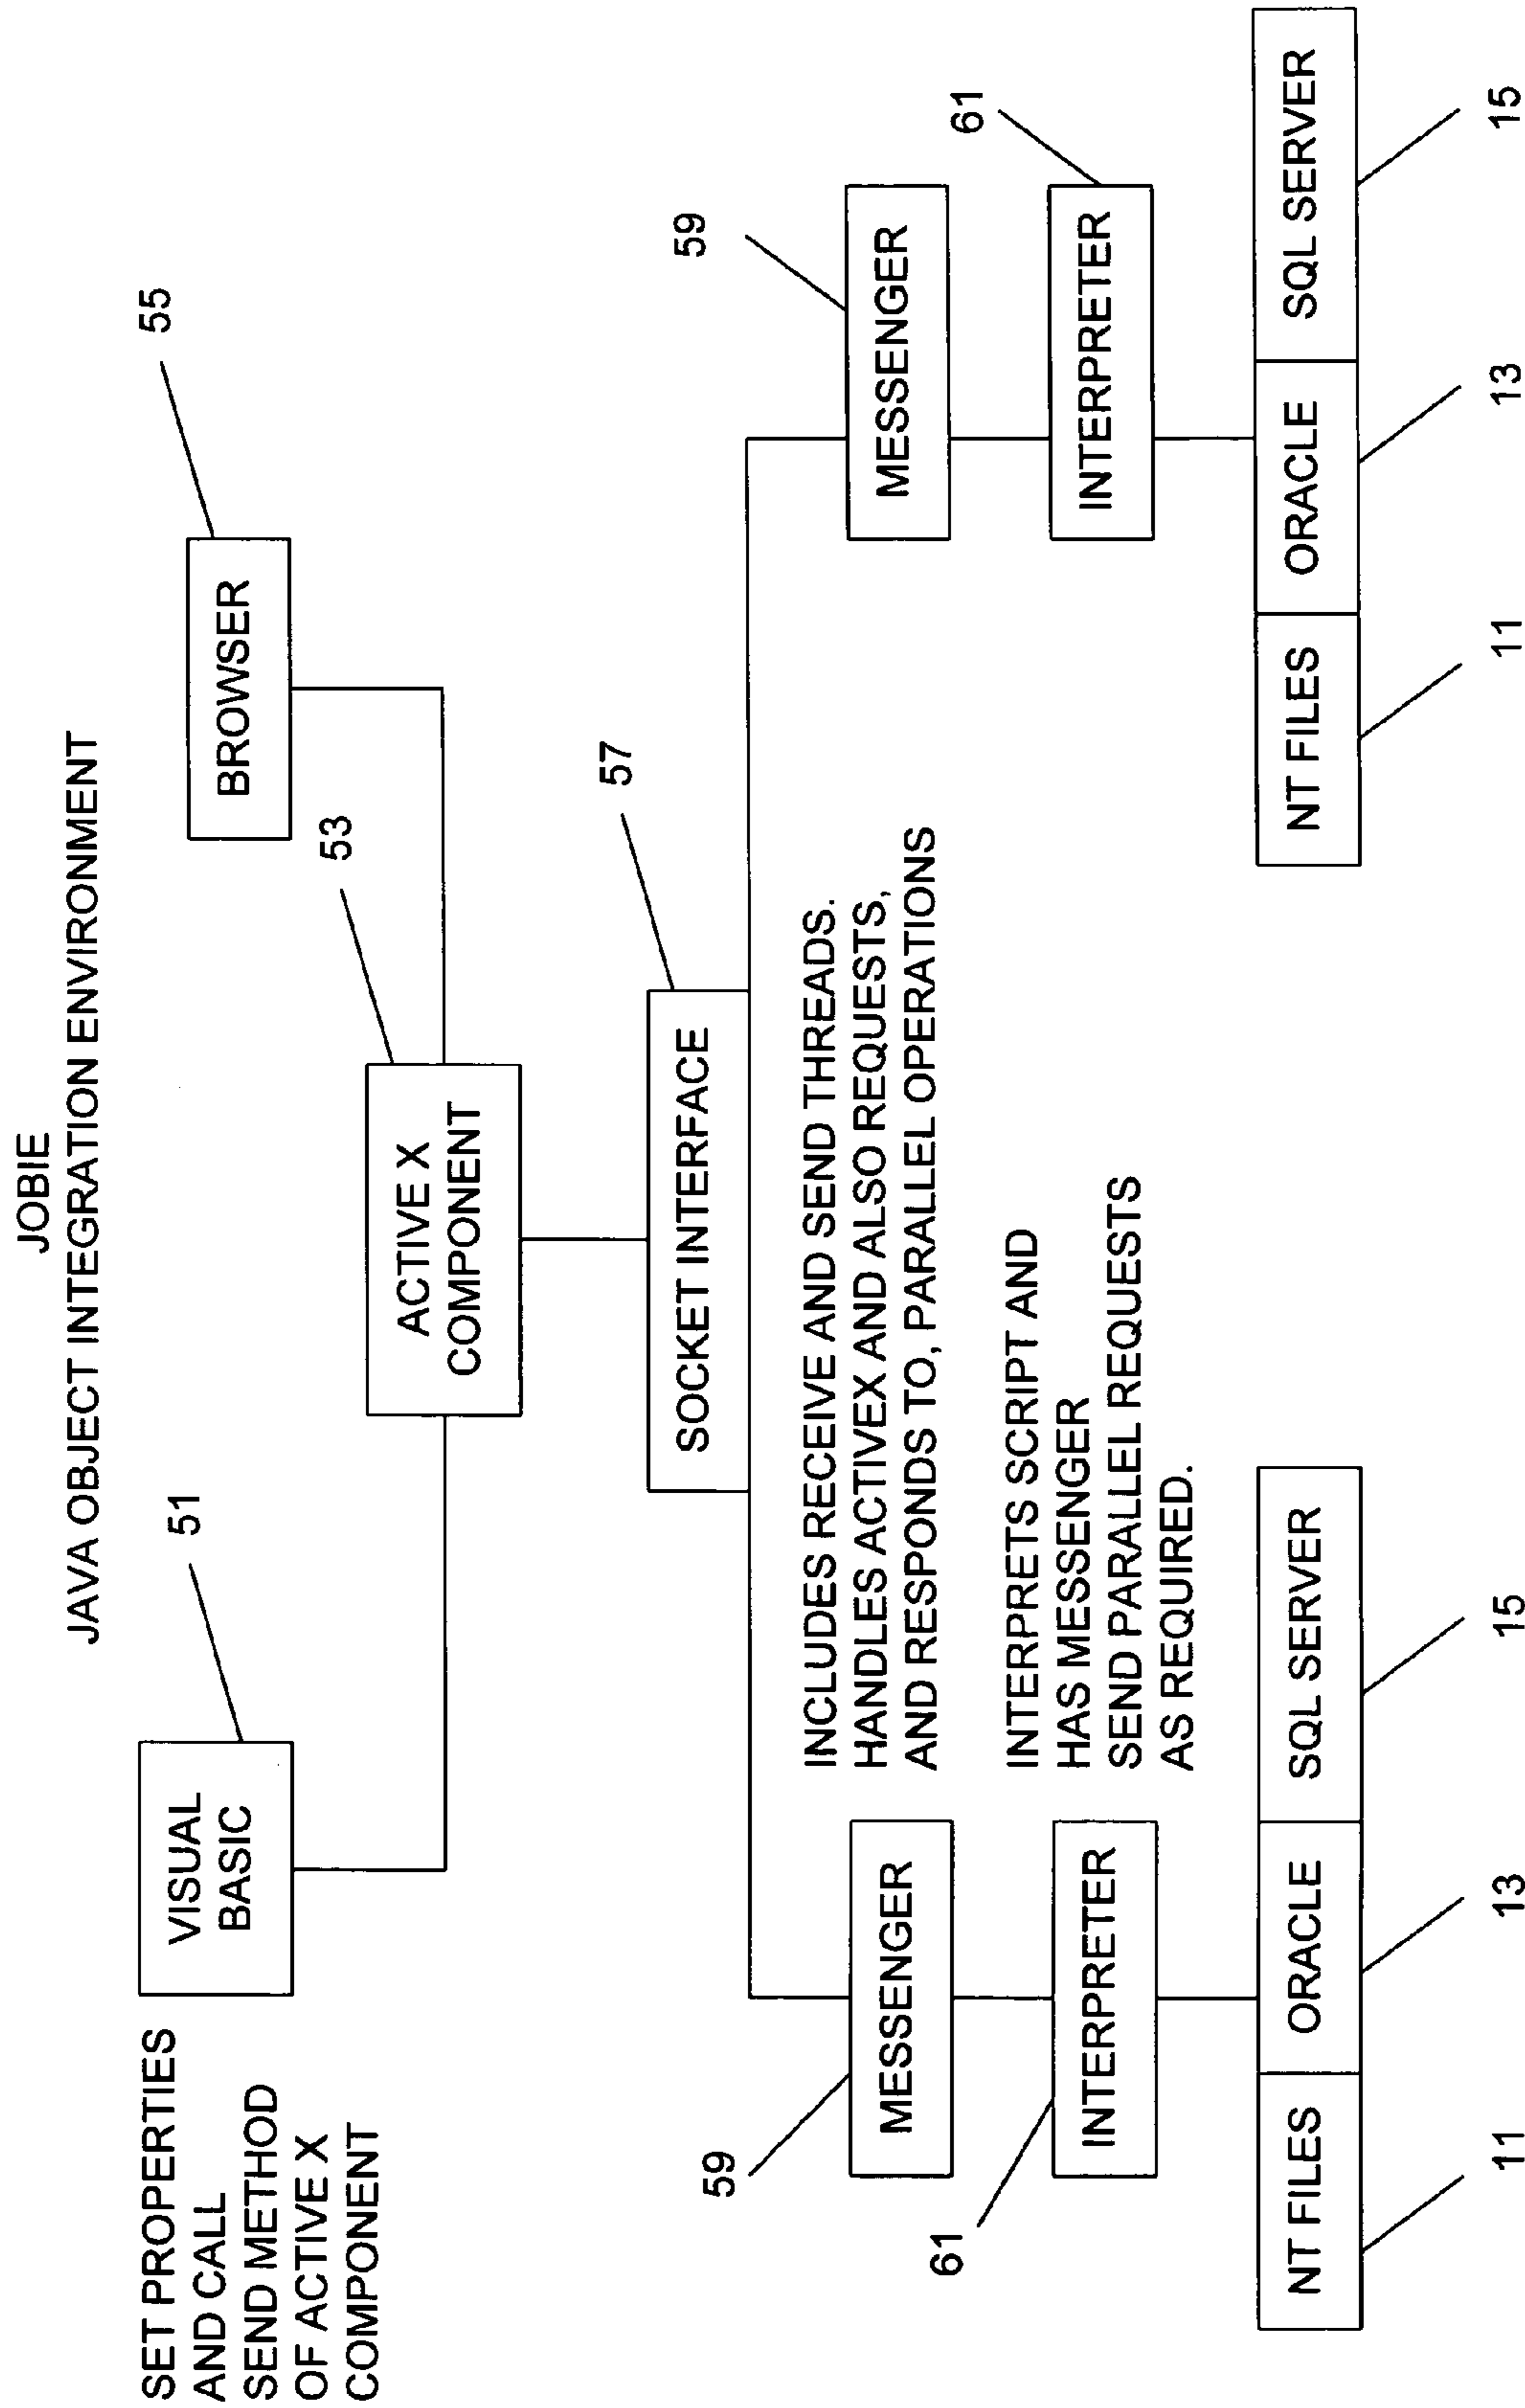 JOBIE
JAVA OBJECT INTEGRATION ENVIRONMENT
SET PROPERTIES
AND CALL
SEND METHOD
OF ACTIVE X
COMPONENT
VISUAL
BASIC
51
BROWSER
55
53
ACTIVE X
COMPONENT
57
SOCKET INTERFACE
59
MESSENGER
INCLUDES RECEIVE AND SEND THREADS.
HANDLES ACTIVEX AND ALSO REQUESTS,
AND RESPONDS TO, PARALLEL OPERATIONS
MESSENGER
59
61
INTERPRETER
INTERPRETS SCRIPT AND
HAS MESSENGER
SEND PARALLEL REQUESTS
AS REQUIRED.
INTERPRETER
61
NT FILES
ORACLE
SQL SERVER
NT FILES
ORACLE
SQL SERVER
11
13
15
11
13
15